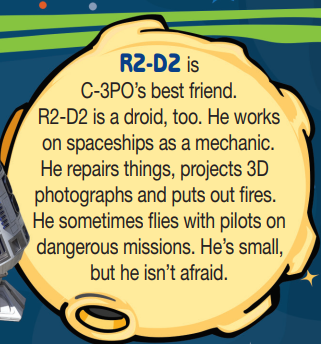 R2-D2 is
C-3PO's best friend.
R2-D2 is a droid, too. He works
on spaceships as a mechanic.
He repairs things, projects 3D
photographs and puts out fires.
He sometimes flies with pilots on
dangerous missions. He's small,
but he isn't afraid.